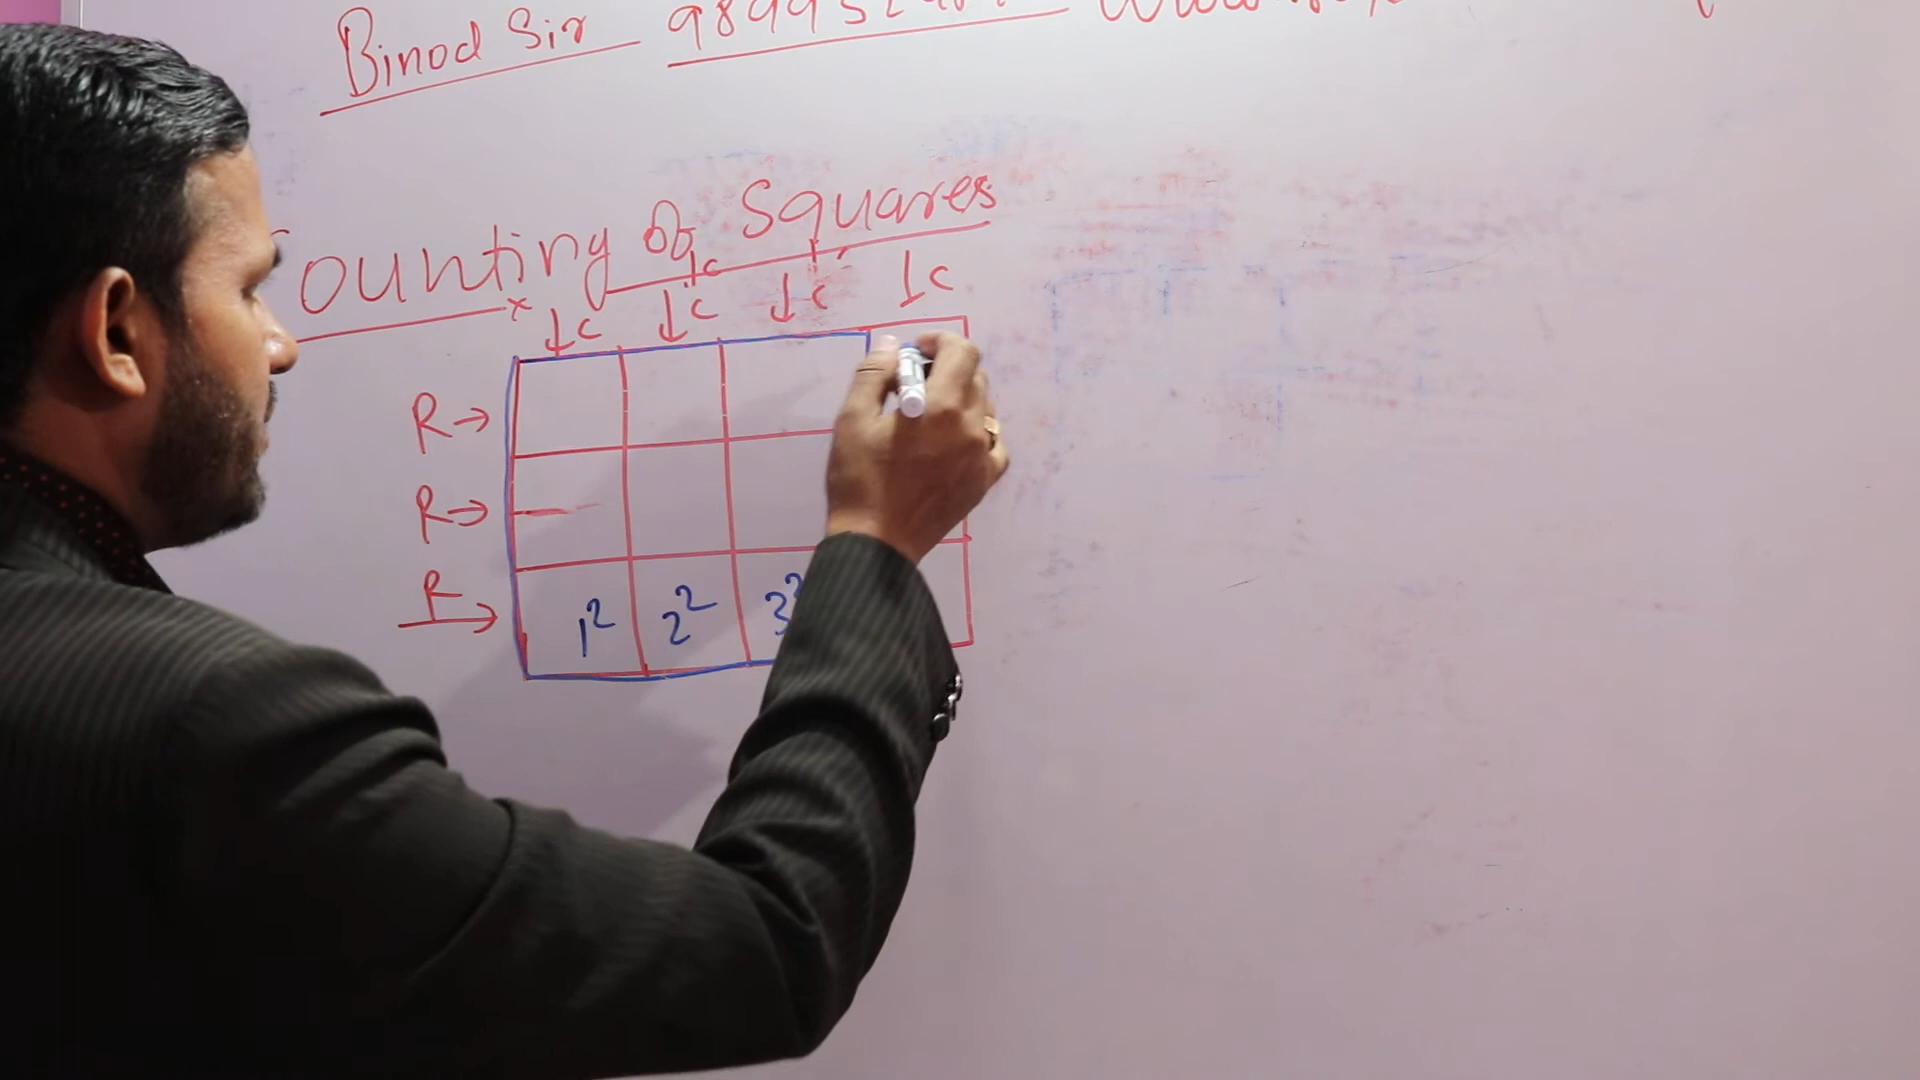 Binod Sir
ounting of Squares
↓c ↓c ↓c ↓c
R→
R→
R→
1² 2² 3²